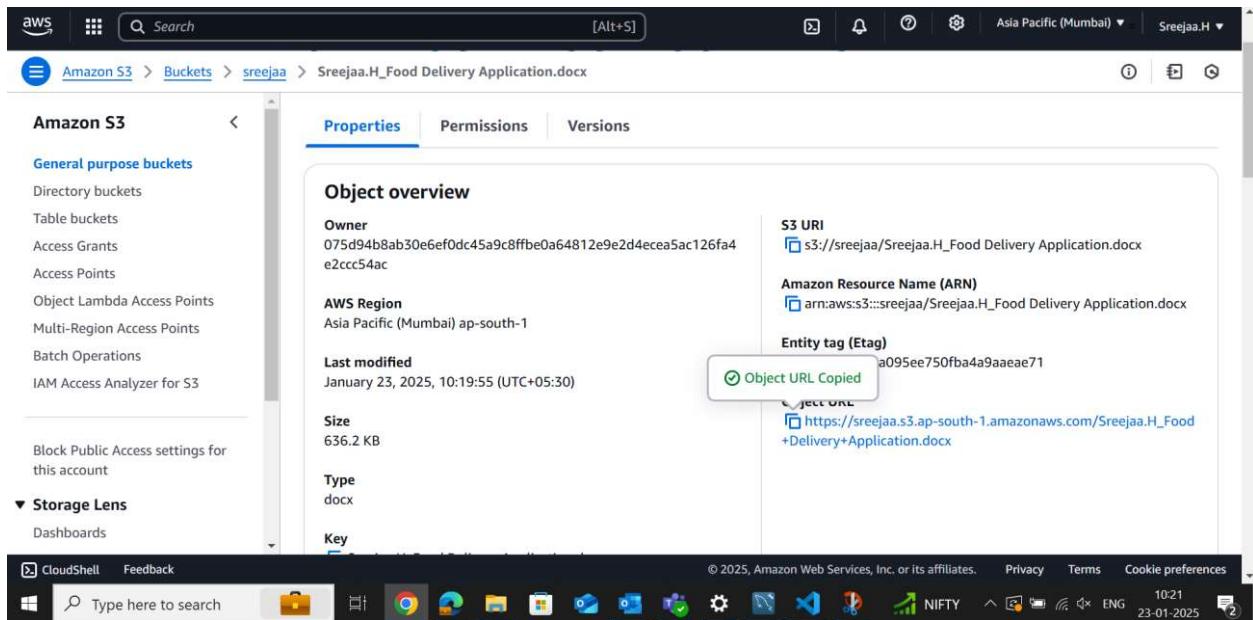 aws
Search [Alt+S]
Asia Pacific (Mumbai) ▼ Sreejaa.H ▼
Amazon S3 > Buckets > sreejaa > Sreejaa.H_Food Delivery Application.docx
Amazon S3
General purpose buckets
Directory buckets
Table buckets
Access Grants
Access Points
Object Lambda Access Points
Multi-Region Access Points
Batch Operations
IAM Access Analyzer for S3
Block Public Access settings for
this account
▼ Storage Lens
Dashboards
Properties Permissions Versions
Object overview
Owner
075d94b8ab30e6ef0dc45a9c8ffbe0a64812e9e2d4ecea5ac126fa4
e2ccc54ac
AWS Region
Asia Pacific (Mumbai) ap-south-1
Last modified
January 23, 2025, 10:19:55 (UTC+05:30)
Size
636.2 KB
Type
docx
Key
S3 URI
s3://sreejaa/Sreejaa.H_Food Delivery Application.docx
Amazon Resource Name (ARN)
arn:aws:s3:::sreejaa/Sreejaa.H_Food Delivery Application.docx
Entity tag (Etag)
a095ee750fba4a9aaeae71
Object URL Copied
Object URL
https://sreejaa.s3.ap-south-1.amazonaws.com/Sreejaa.H_Food
+Delivery+Application.docx
CloudShell Feedback
© 2025, Amazon Web Services, Inc. or its affiliates. Privacy Terms Cookie preferences
Type here to search
NIFTY
ENG
10:21
23-01-2025
2